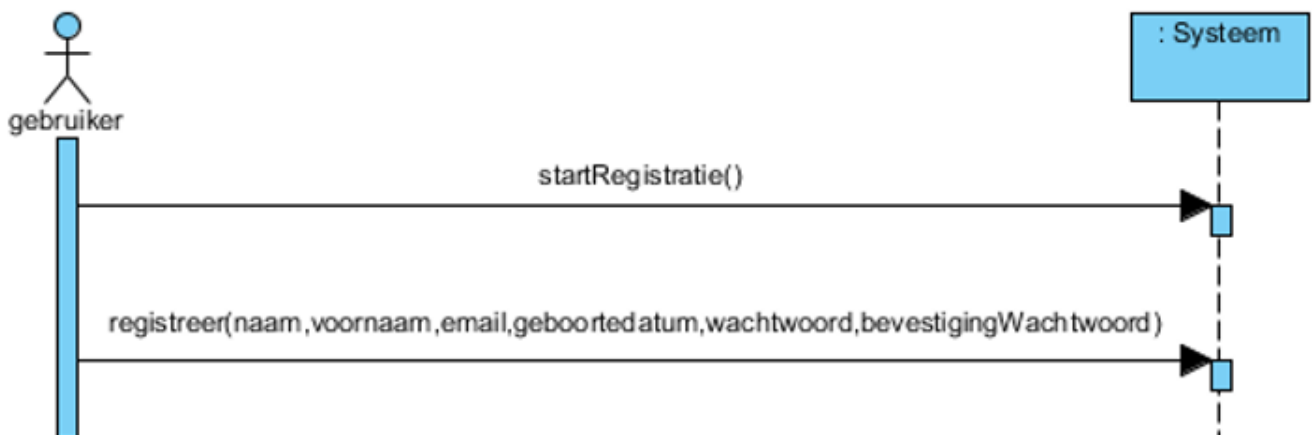 : Systeem
gebruiker
startRegistratie()
registreer(naam,voornaam,email,geboortedatum,wachtwoord,bevestigingWachtwoord)